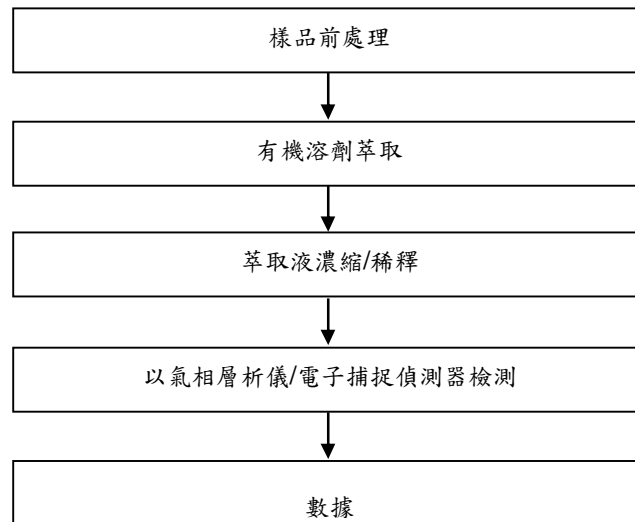 樣品前處理
有機溶劑萃取
萃取液濃縮/稀釋
以氣相層析儀/電子捕捉偵測器檢測
數據